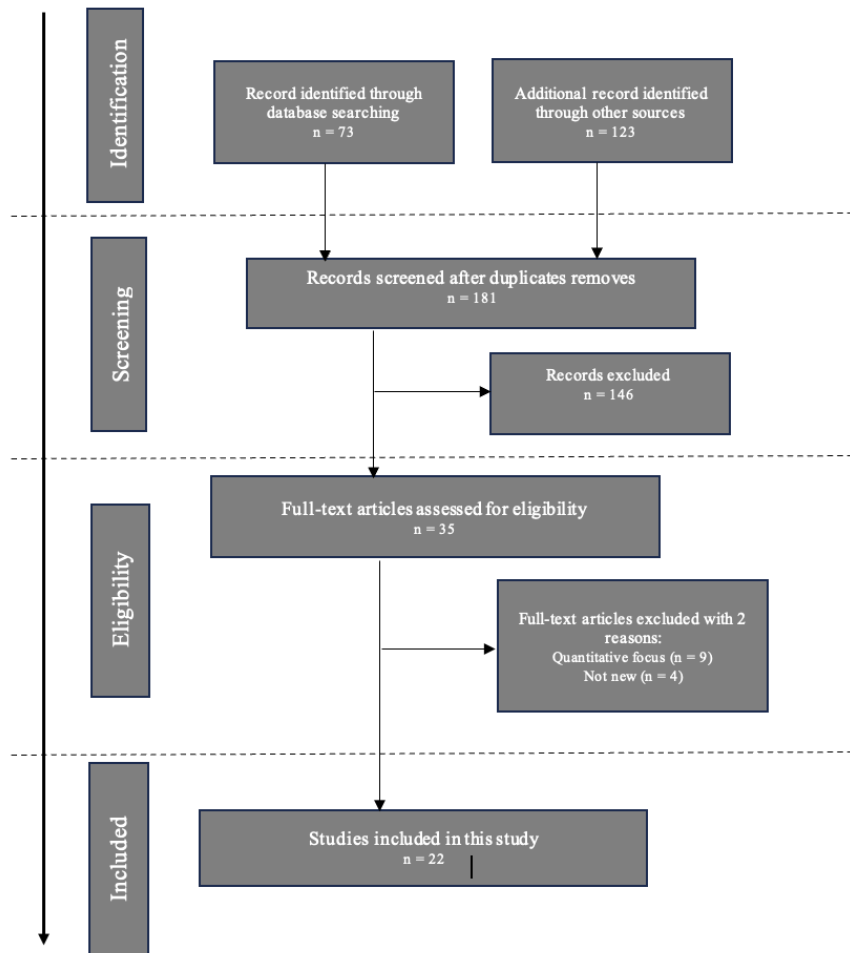 Identification
Record identified through
database searching
n = 73
Additional record identified
through other sources
n = 123
Screening
Records screened after duplicates removes
n = 181
Records excluded
n = 146
Eligibility
Full-text articles assessed for eligibility
n = 35
Full-text articles excluded with 2
reasons:
Quantitative focus (n = 9)
Not new (n = 4)
Included
Studies included in this study
n = 22